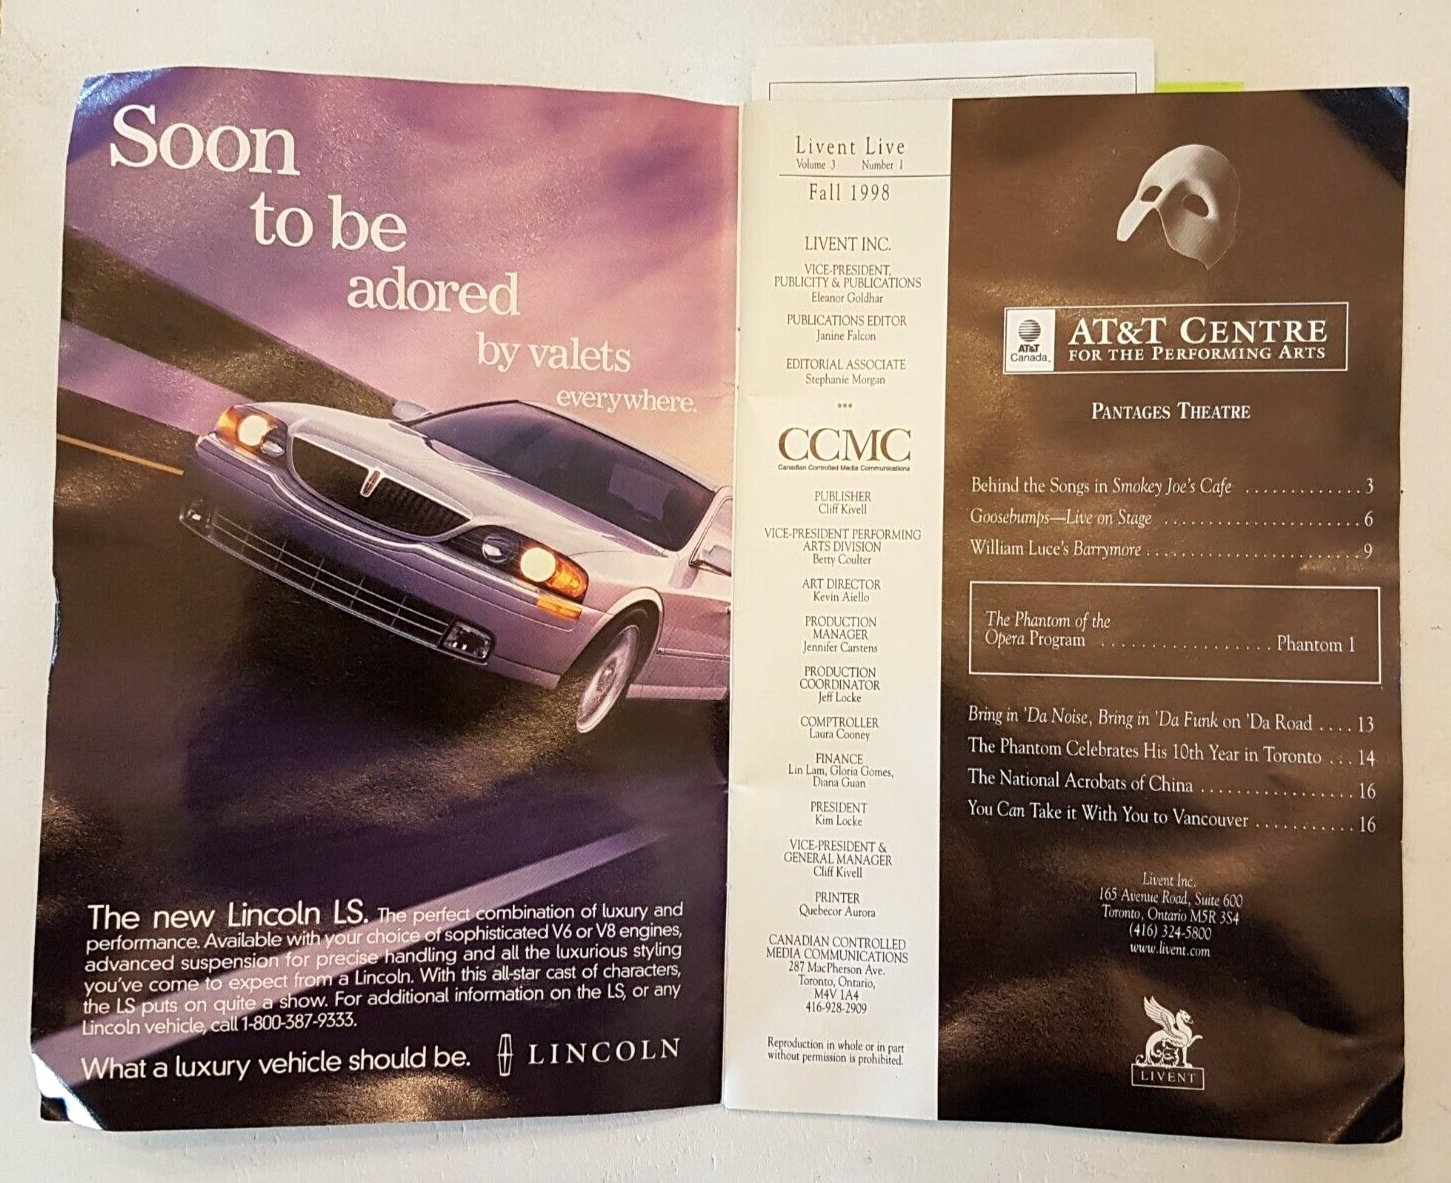 Soon
to be
adored
by valets
everywhere.
The new Lincoln LS. The perfect combination of luxury and
performance. Available with your choice of sophisticated V6 or V8 engines,
advanced suspension for precise handling and all the luxurious styling
you've come to expect from a Lincoln. With this all-star cast of characters,
the LS puts on quite a show. For additional information on the LS, or any
Lincoln vehicle, call 1-800-387-9333.
What a luxury vehicle should be. LINCOLN
Livent Live
Volume 3 Number 1
Fall 1998
LIVENT INC.
VICE-PRESIDENT,
PUBLICITY & PUBLICATIONS
Eleanor Goldhar
PUBLICATIONS EDITOR
Janine Falcon
EDITORIAL ASSOCIATE
Stephanie Morgan
***
CCMC
Canadian Controlled Media Communications
PUBLISHER
Cliff Kivell
VICE-PRESIDENT PERFORMING
ARTS DIVISION
Betty Coulter
ART DIRECTOR
Kevin Aiello
PRODUCTION
MANAGER
Jennifer Carstens
PRODUCTION
COORDINATOR
Jeff Locke
COMPTROLLER
Laura Cooney
FINANCE
Lin Lam, Gloria Gomes,
Diana Guan
PRESIDENT
Kim Locke
VICE-PRESIDENT &
GENERAL MANAGER
Cliff Kivell
PRINTER
Quebecor Aurora
CANADIAN CONTROLLED
MEDIA COMMUNICATIONS
287 MacPherson Ave.
Toronto, Ontario,
M4V 1A4
416-928-2909
Reproduction in whole or in part
without permission is prohibited.
AT&T
Canada
AT&T CENTRE
FOR THE PERFORMING ARTS
PANTAGES THEATRE
Behind the Songs in Smokey Joe's Cafe ............. 3
Goosebumps—Live on Stage ........................ 6
William Luce's Barrymore .......................... 9
The Phantom of the
Opera Program .................. Phantom 1
Bring in 'Da Noise, Bring in 'Da Funk on 'Da Road .... 13
The Phantom Celebrates His 10th Year in Toronto ... 14
The National Acrobats of China .................. 16
You Can Take it With You to Vancouver ........... 16
Livent Inc.
165 Avenue Road, Suite 600
Toronto, Ontario M5R 3S4
(416) 324-5800
www.livent.com
LIVENT